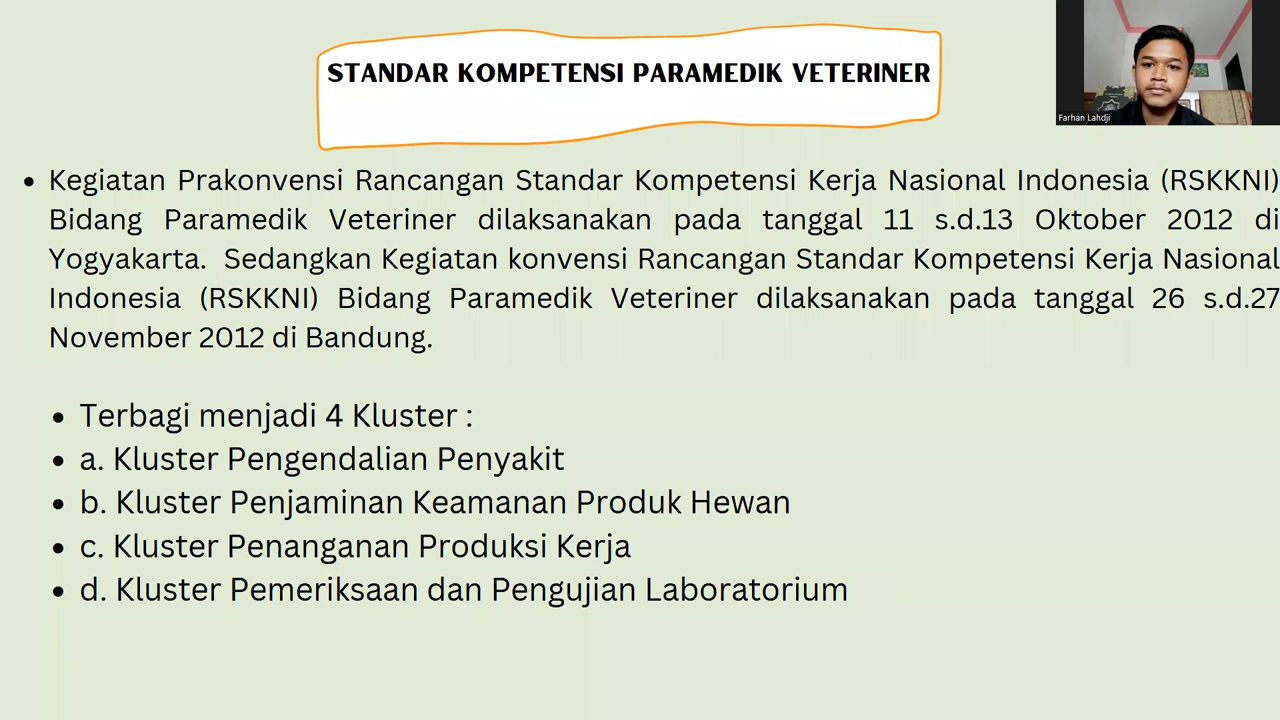 STANDAR KOMPETENSI PARAMEDIK VETERINER
Farhan Lahdji
• Kegiatan Prakonvensi Rancangan Standar Kompetensi Kerja Nasional Indonesia (RSKKNI)
Bidang Paramedik Veteriner dilaksanakan pada tanggal 11 s.d.13 Oktober 2012 di
Yogyakarta. Sedangkan Kegiatan konvensi Rancangan Standar Kompetensi Kerja Nasional
Indonesia (RSKKNI) Bidang Paramedik Veteriner dilaksanakan pada tanggal 26 s.d.27
November 2012 di Bandung.
• Terbagi menjadi 4 Kluster :
• a. Kluster Pengendalian Penyakit
• b. Kluster Penjaminan Keamanan Produk Hewan
• c. Kluster Penanganan Produksi Kerja
• d. Kluster Pemeriksaan dan Pengujian Laboratorium